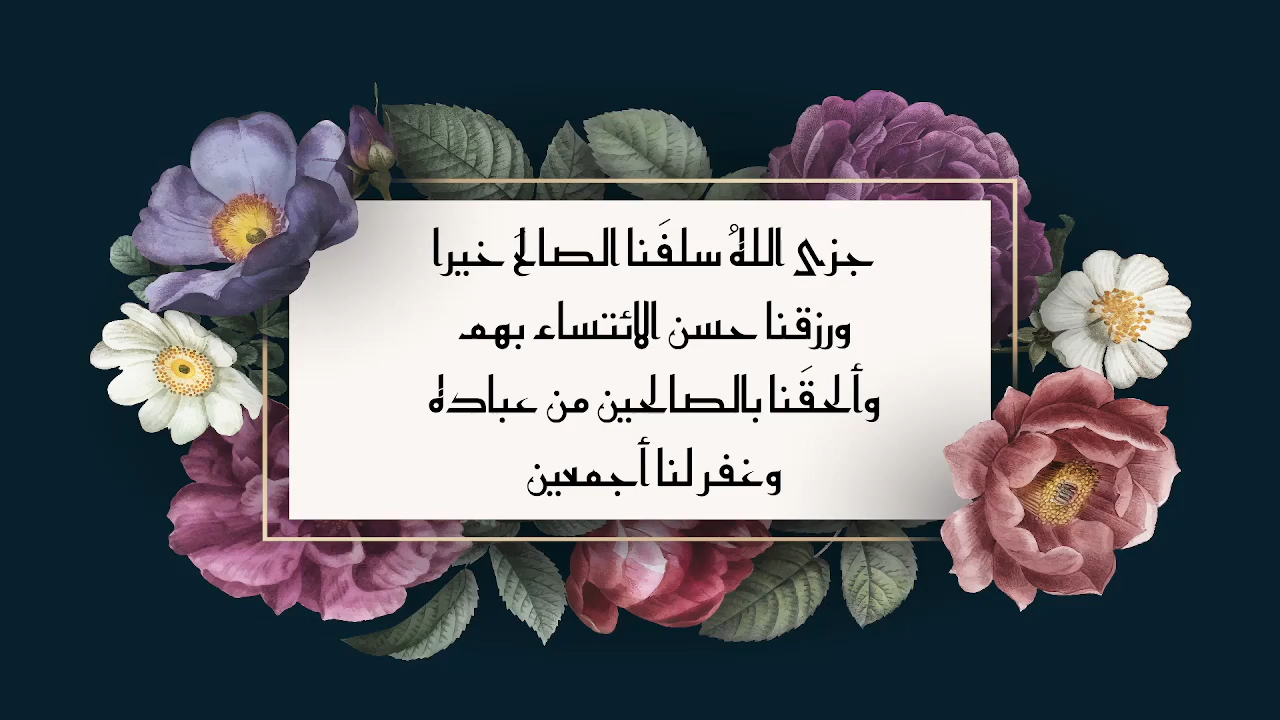 جزى اللهُ سلفَنا الصالحَ خيرا
ورزقنا حسن الائتساء بهم
وألحقَنا بالصالحين من عباده
وغفر لنا أجمعين